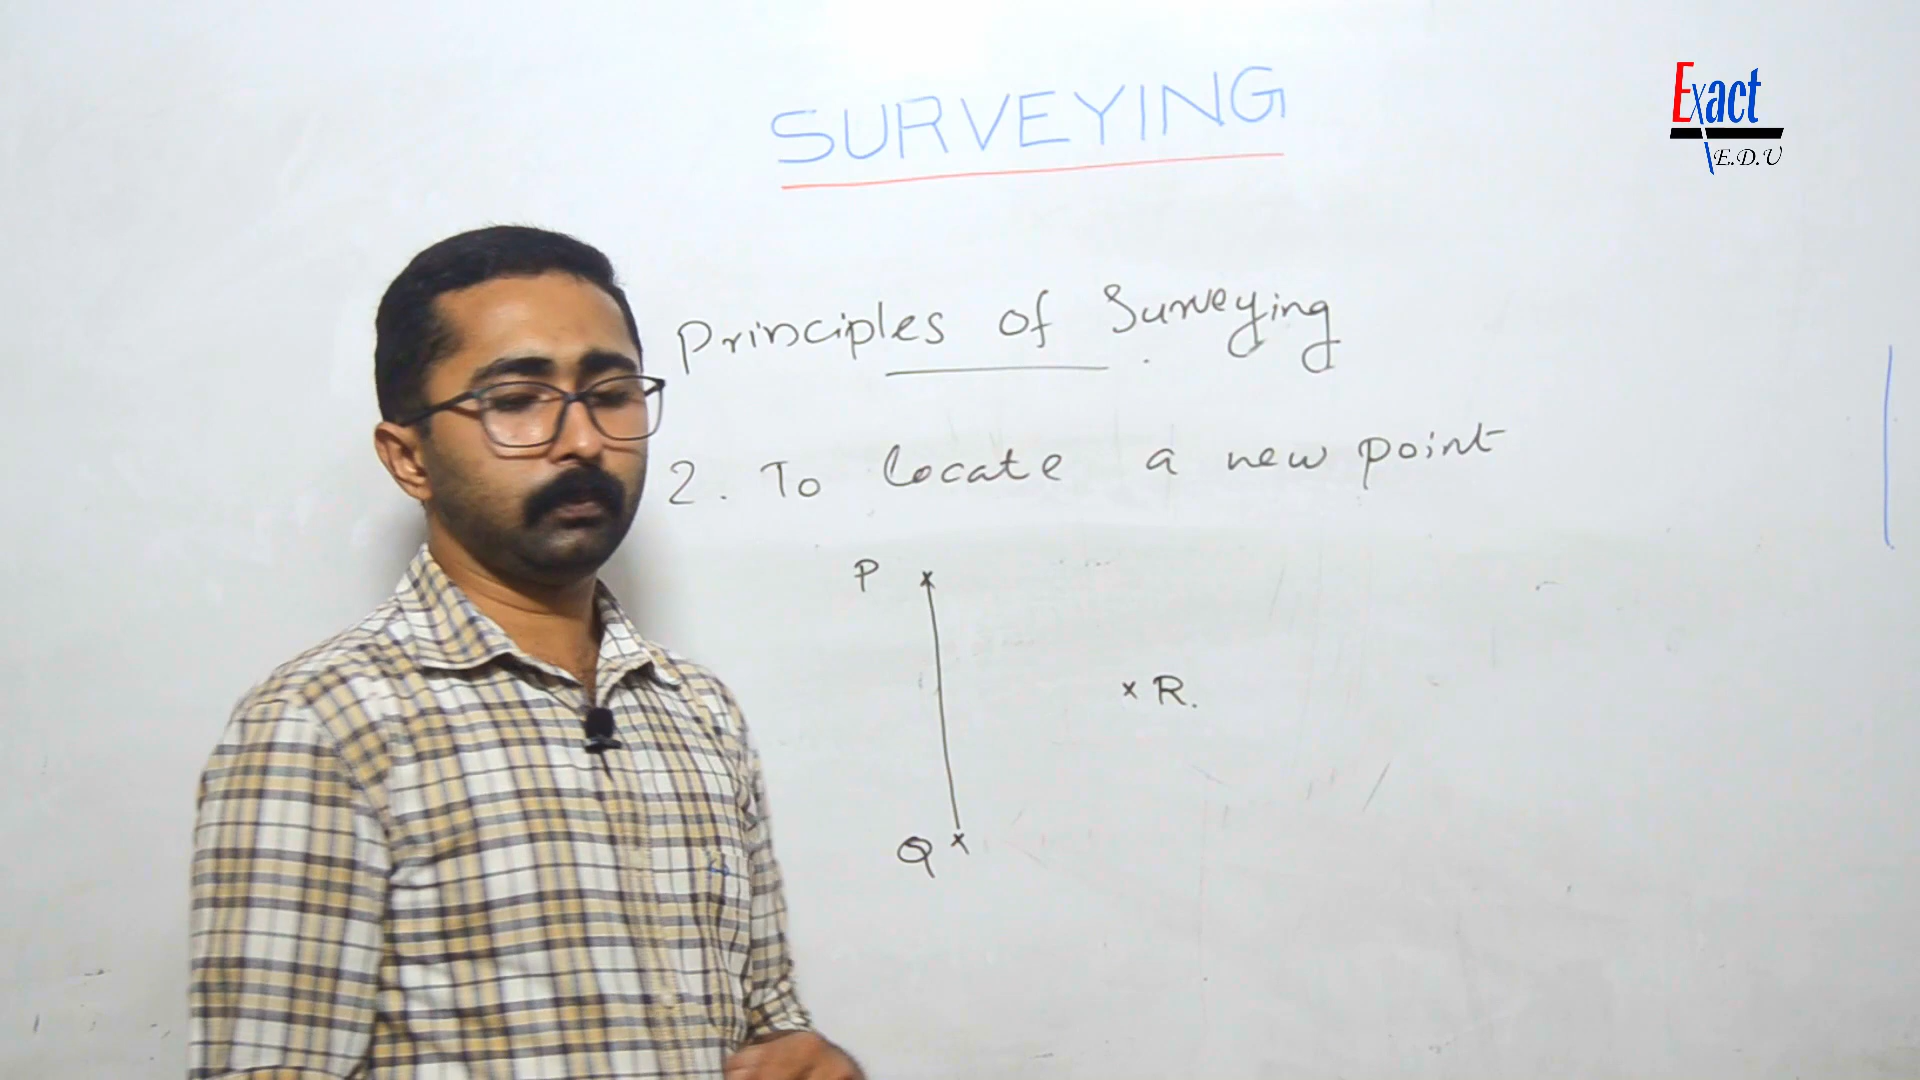 SURVEYING
Exact
E.D.U
Principles of Surveying
2. To locate a new point
P
R.
Q